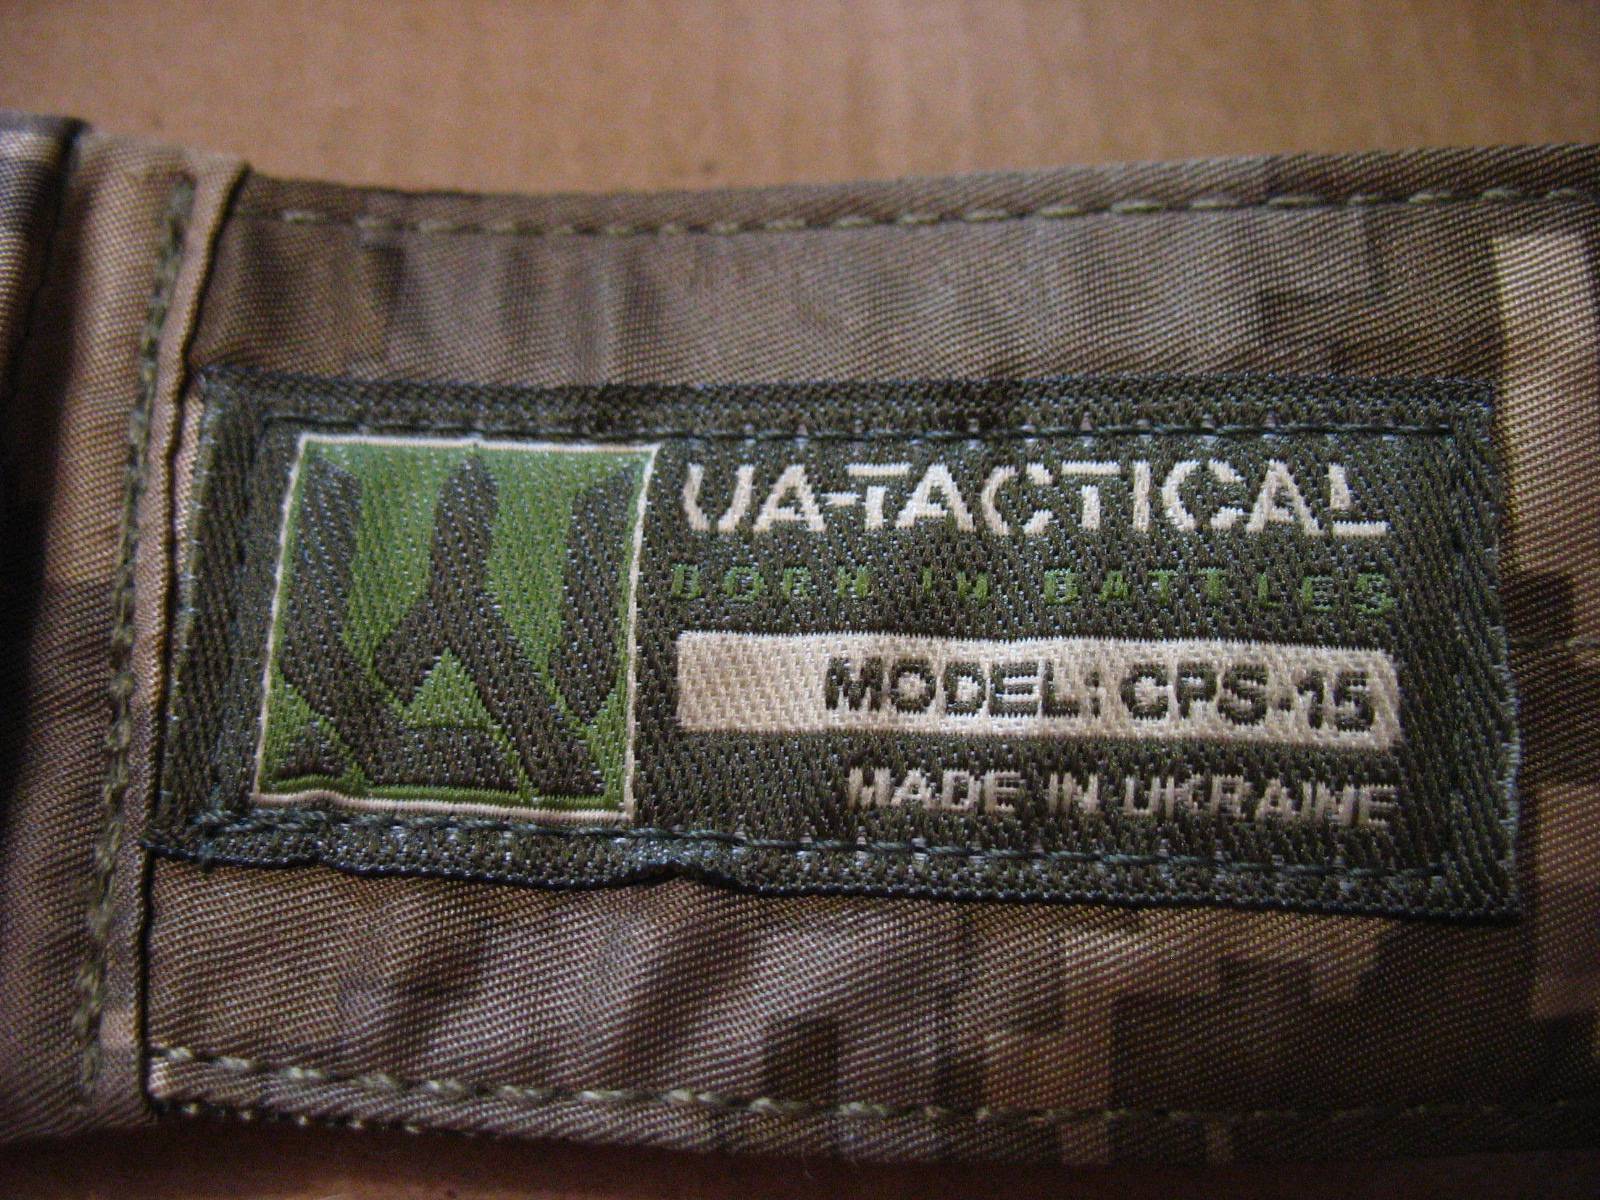 UA-TACTICAL
BORN IN BATTLES
MODEL: CPS-15
MADE IN UKRAINE